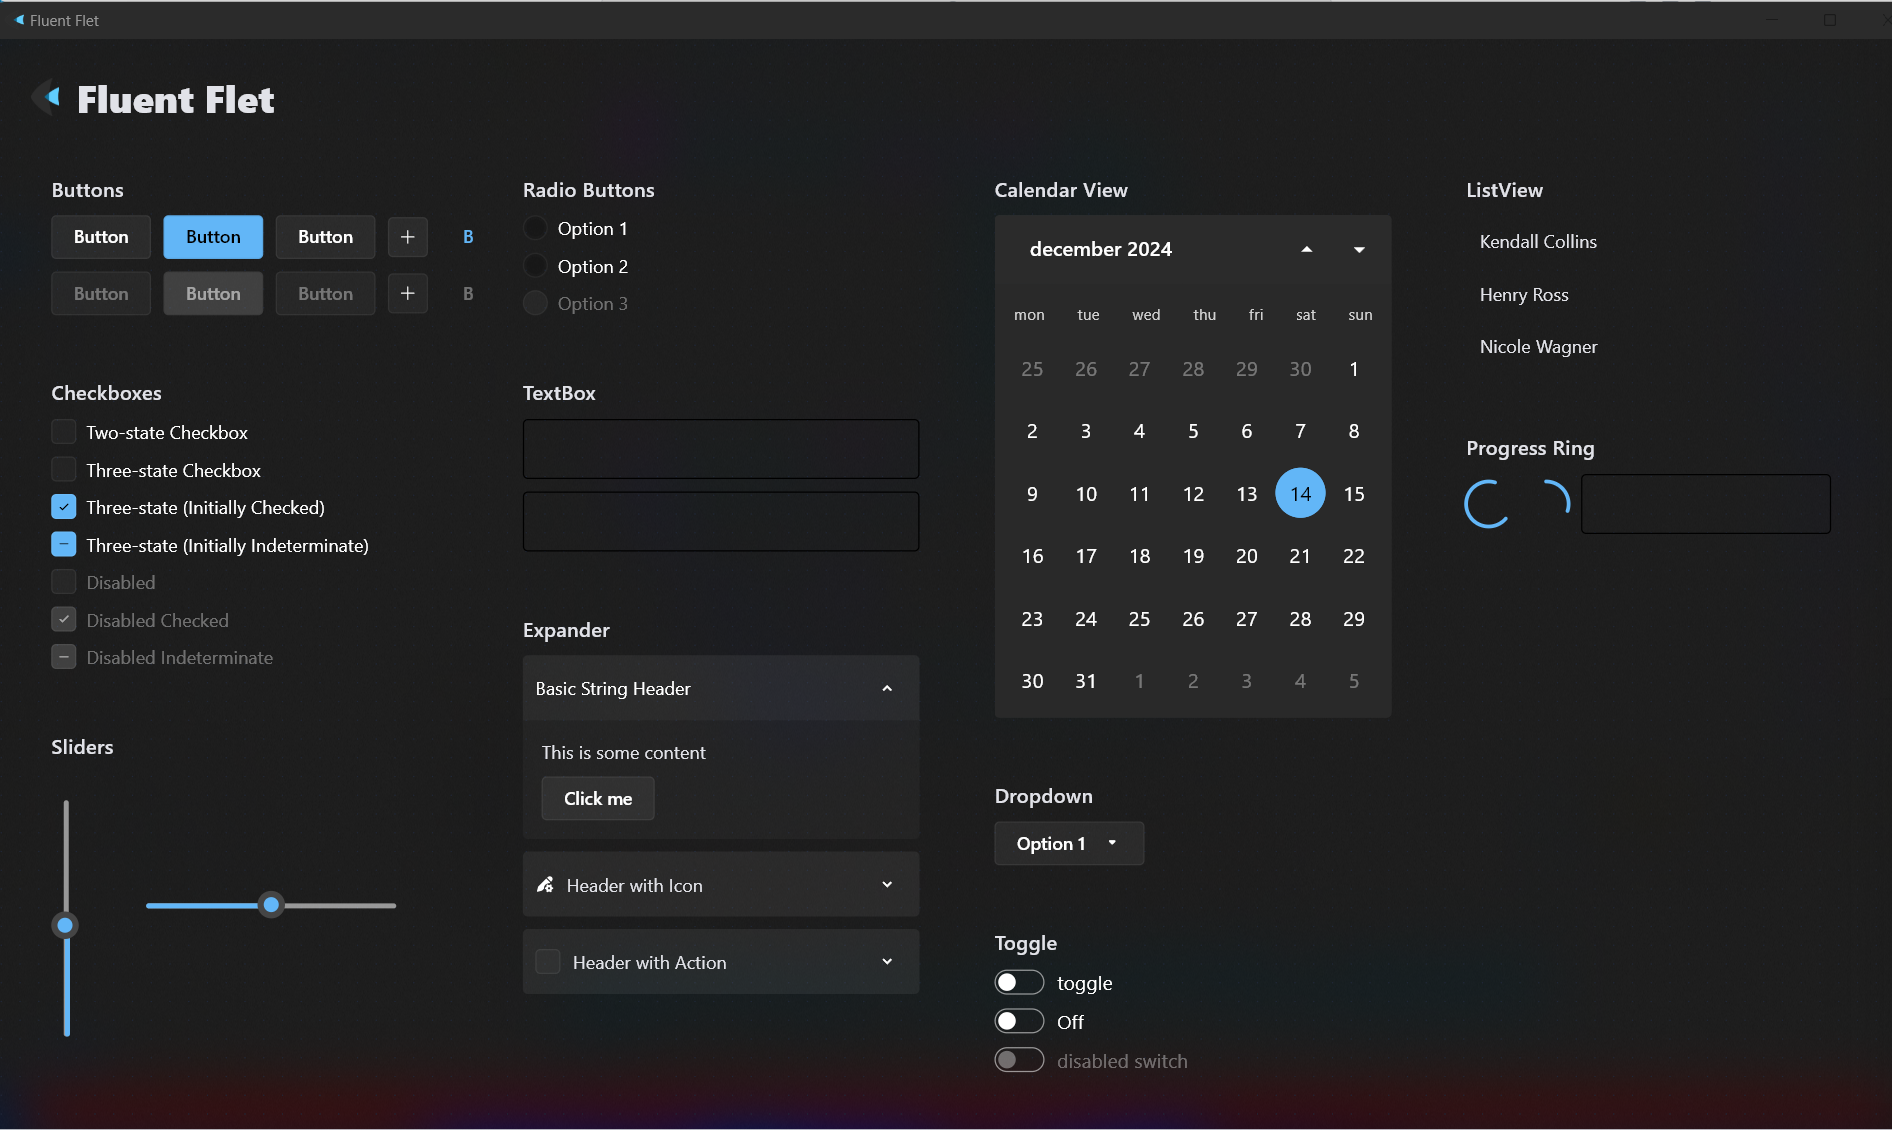 Fluent Flet
Fluent Flet
Buttons
Button Button Button + B
Button Button Button + B
Checkboxes
Two-state Checkbox
Three-state Checkbox
Three-state (Initially Checked)
Three-state (Initially Indeterminate)
Disabled
Disabled Checked
Disabled Indeterminate
Sliders
Radio Buttons
Option 1
Option 2
Option 3
TextBox
Expander
Basic String Header
This is some content
Click me
Header with Icon
Header with Action
Calendar View
december 2024
mon tue wed thu fri sat sun
25 26 27 28 29 30 1
2 3 4 5 6 7 8
9 10 11 12 13 14 15
16 17 18 19 20 21 22
23 24 25 26 27 28 29
30 31 1 2 3 4 5
Dropdown
Option 1
Toggle
toggle
Off
disabled switch
ListView
Kendall Collins
Henry Ross
Nicole Wagner
Progress Ring